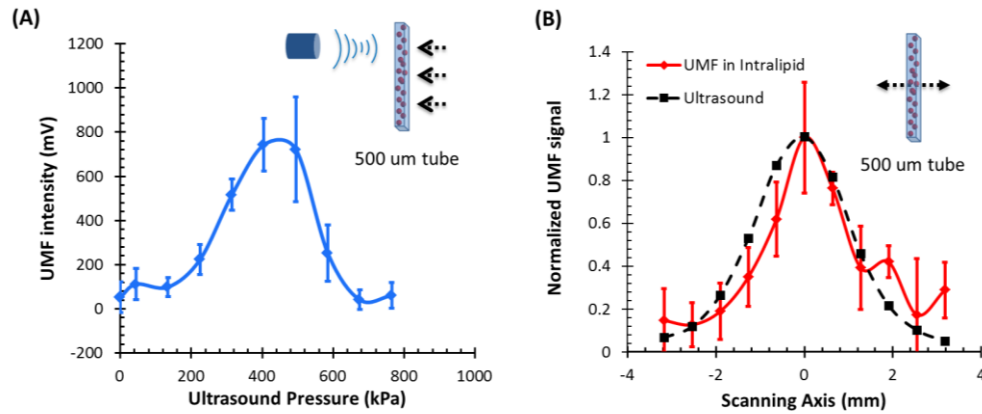 (A)
1200
1000
800
600
400
200
0
-200
UMF intensity (mV)
0 200 400 600 800 1000
Ultrasound Pressure (kPa)
500 um tube
(B)
1.4
1.2
1
0.8
0.6
0.4
0.2
0
Normalized UMF signal
UMF in Intralipid
Ultrasound
500 um tube
-4 -2 0 2 4
Scanning Axis (mm)